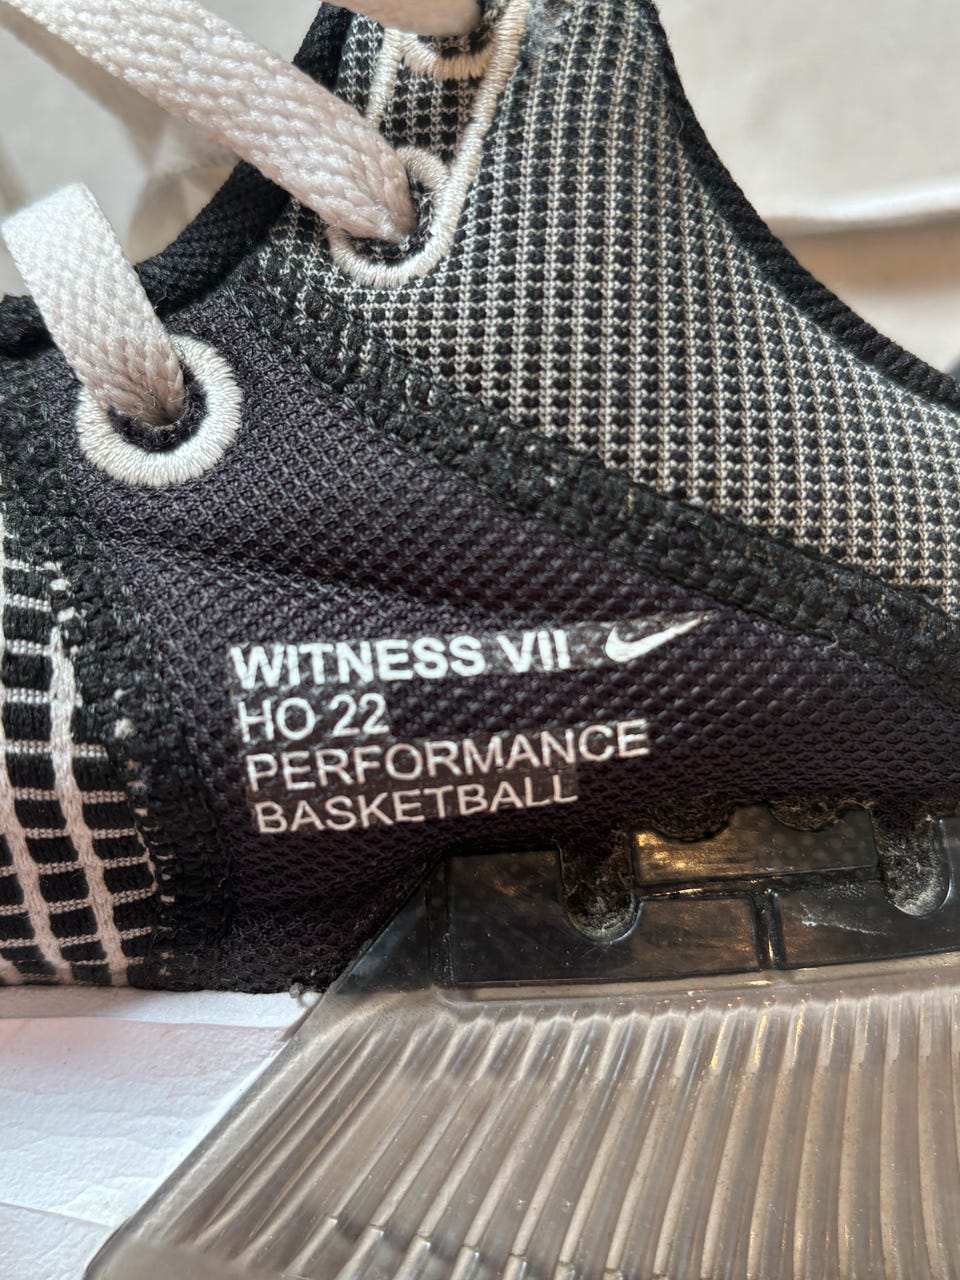 WITNESS VII
HO 22
PERFORMANCE
BASKETBALL